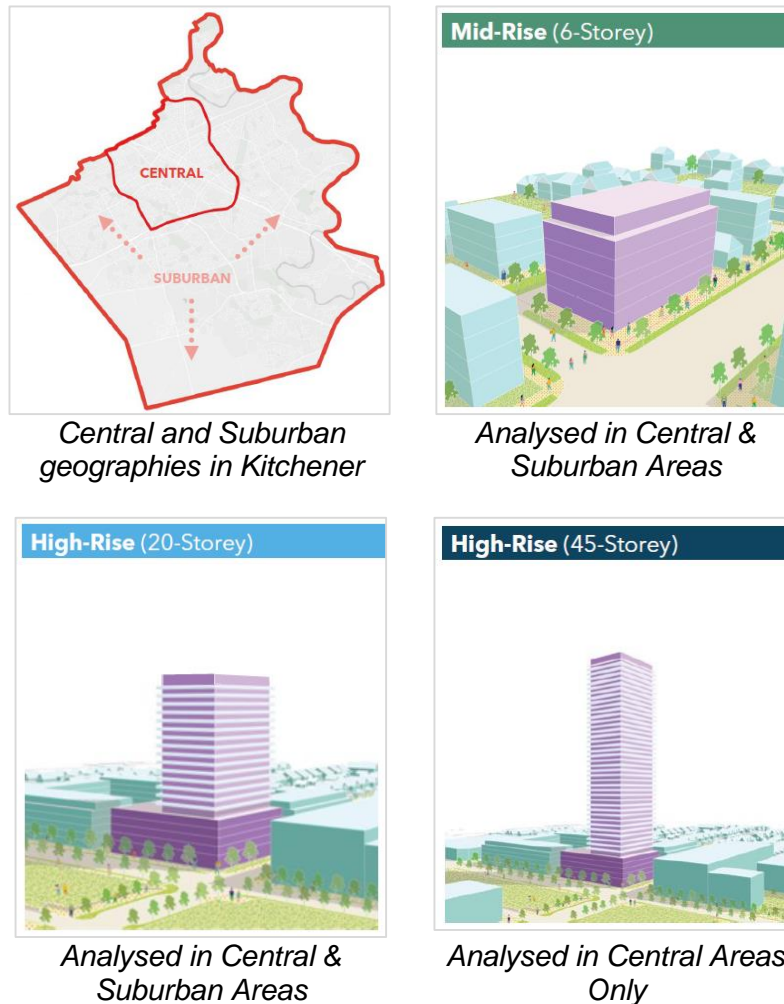 CENTRAL
SUBURBAN
Central and Suburban
geographies in Kitchener
Mid-Rise (6-Storey)
Analysed in Central &
Suburban Areas
High-Rise (20-Storey)
Analysed in Central &
Suburban Areas
High-Rise (45-Storey)
Analysed in Central Areas
Only